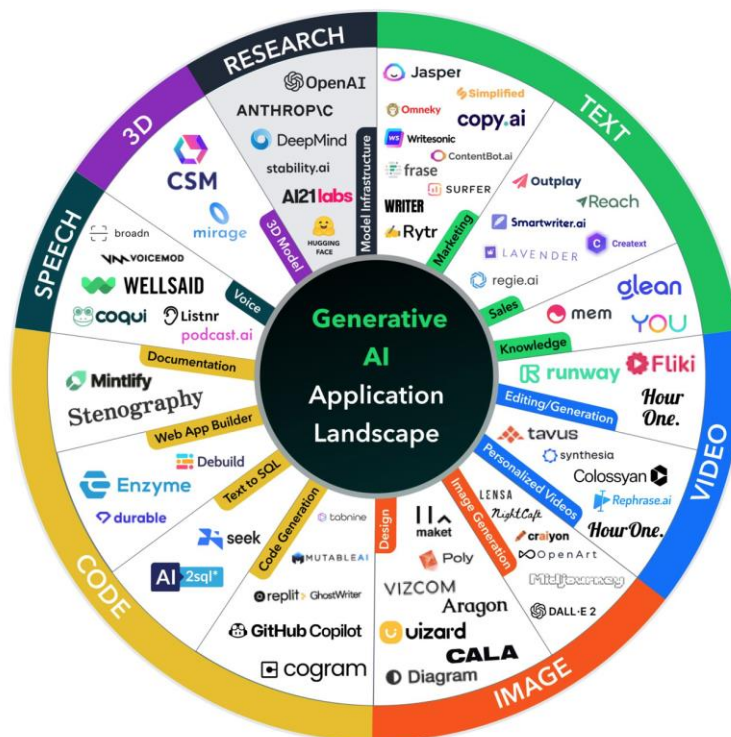 Generative
AI
Application
Landscape
RESEARCH
OpenAI
ANTHROP\C
DeepMind
stability.ai
AI21labs
HUGGING
FACE
Model Infrastructure
TEXT
Jasper
Simplified
Omneky
copy.ai
Writesonic
ContentBot.ai
frase
SURFER
WRITER
Rytr
Marketing
Outplay
Reach
Smartwriter.ai
LAVENDER
Creatext
regie.ai
Sales
glean
mem
YOU
Knowledge
VIDEO
runway
Fliki
Hour
One.
Editing/Generation
tavus
synthesia
Colossyan
Rephrase.ai
HourOne.
Personalized Videos
IMAGE
LENSA
NightCafe
craiyon
OpenArt
Midjourney
DALL·E 2
Image Generation
maket
Poly
VIZCOM
Aragon
uizard
CALA
Diagram
Design
CODE
tabnine
MUTABLEAI
replit GhostWriter
GitHub Copilot
cogram
Code Generation
seek
AI 2sql*
Text to SQL
Debuild
Enzyme
durable
Web App Builder
Mintlify
Stenography
Documentation
SPEECH
broadn
VOICEMOD
WELLSAID
coqui
Listnr
podcast.ai
Voice
3D
CSM
mirage
3D Model